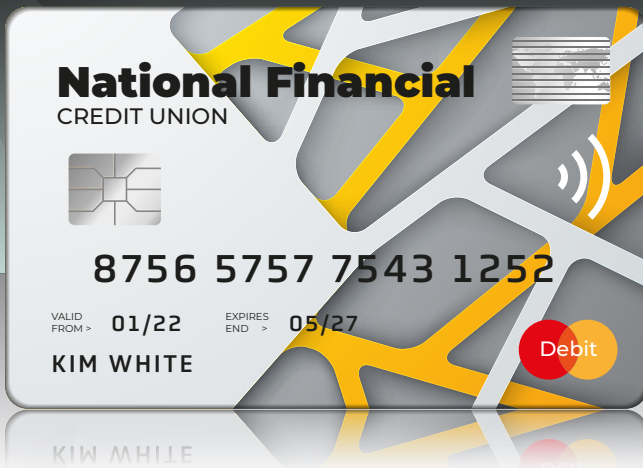 National Financial
CREDIT UNION
8756 5757 7543 1252
VALID FROM > 01/22 EXPIRES END > 05/27
KIM WHITE
Debit